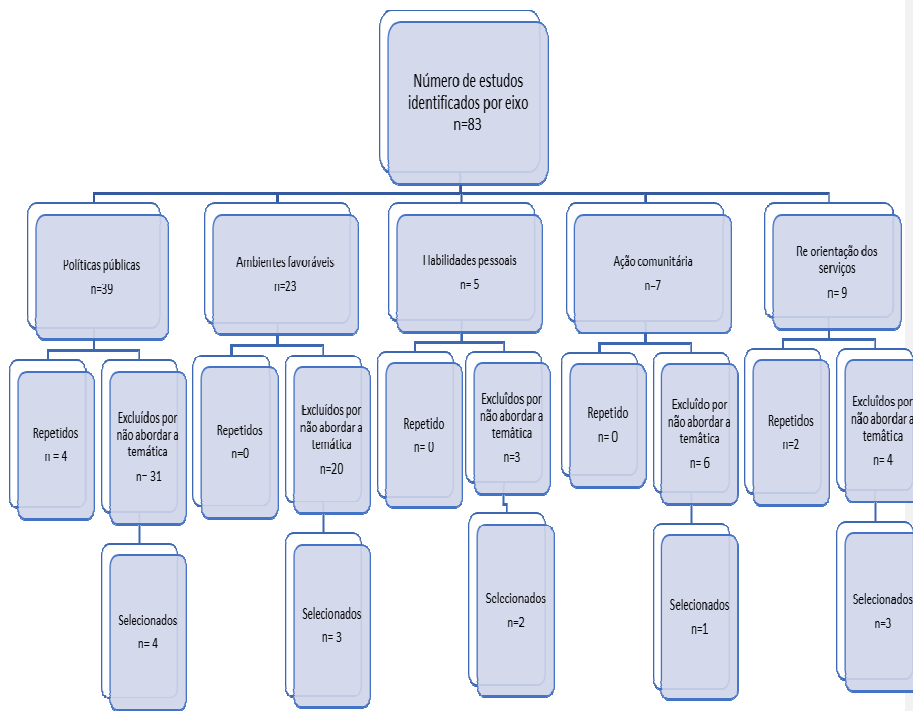 Número de estudos
identificados por eixo
n=83
Políticas públicas
n=39
Ambientes favoráveis
n=23
Habilidades pessoais
n= 5
Ação comunitária
n=7
Re orientação dos
serviços
n= 9
Repetidos
n = 4
Excluídos por
não abordar a
temática
n= 31
Repetidos
n=0
Excluídos por
não abordar a
temática
n=20
Repetido
n= 0
Excluídos por
não abordar a
temática
n=3
Repetido
n= 0
Excluído por
não abordar a
temática
n= 6
Repetidos
n=2
Excluídos por
não abordar a
temática
n= 4
Selecionados
n= 4
Selecionados
n= 3
Selecionados
n=2
Selecionados
n=1
Selecionados
n=3